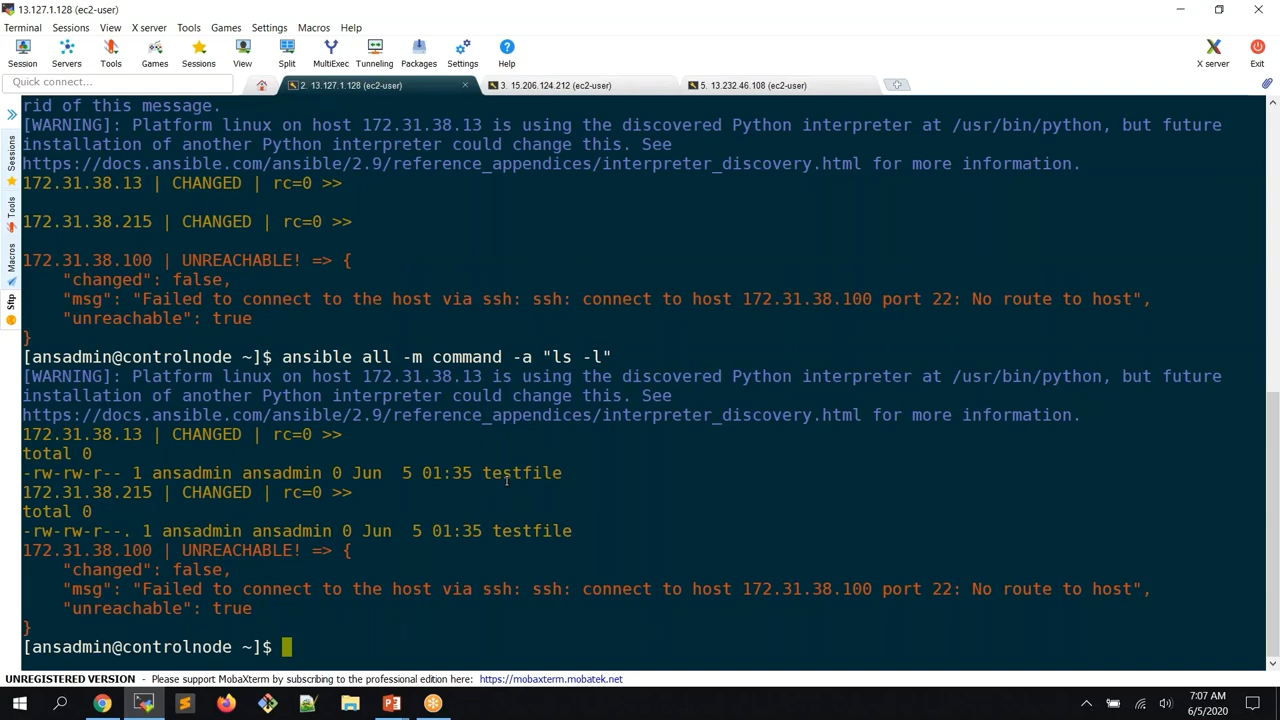 13.127.1.128 (ec2-user)
Terminal Sessions View X server Tools Games Settings Macros Help
Session Servers Tools Games Sessions View Split MultiExec Tunneling Packages Settings Help X server Exit
Quick connect... 2. 13.127.1.128 (ec2-user) 3. 15.206.124.212 (ec2-user) 5. 13.232.46.108 (ec2-user)
Sessions
Tools
Macros
Sftp
rid of this message.
[WARNING]: Platform linux on host 172.31.38.13 is using the discovered Python interpreter at /usr/bin/python, but future
installation of another Python interpreter could change this. See
https://docs.ansible.com/ansible/2.9/reference_appendices/interpreter_discovery.html for more information.
172.31.38.13 | CHANGED | rc=0 >>
172.31.38.215 | CHANGED | rc=0 >>
172.31.38.100 | UNREACHABLE! => {
"changed": false,
"msg": "Failed to connect to the host via ssh: ssh: connect to host 172.31.38.100 port 22: No route to host",
"unreachable": true
}
[ansadmin@controlnode ~]$ ansible all -m command -a "ls -l"
[WARNING]: Platform linux on host 172.31.38.13 is using the discovered Python interpreter at /usr/bin/python, but future
installation of another Python interpreter could change this. See
https://docs.ansible.com/ansible/2.9/reference_appendices/interpreter_discovery.html for more information.
172.31.38.13 | CHANGED | rc=0 >>
total 0
-rw-rw-r-- 1 ansadmin ansadmin 0 Jun  5 01:35 testfile
172.31.38.215 | CHANGED | rc=0 >>
total 0
-rw-rw-r--. 1 ansadmin ansadmin 0 Jun  5 01:35 testfile
172.31.38.100 | UNREACHABLE! => {
"changed": false,
"msg": "Failed to connect to the host via ssh: ssh: connect to host 172.31.38.100 port 22: No route to host",
"unreachable": true
}
[ansadmin@controlnode ~]$
UNREGISTERED VERSION - Please support MobaXterm by subscribing to the professional edition here: https://mobaxterm.mobatek.net
7:07 AM
6/5/2020